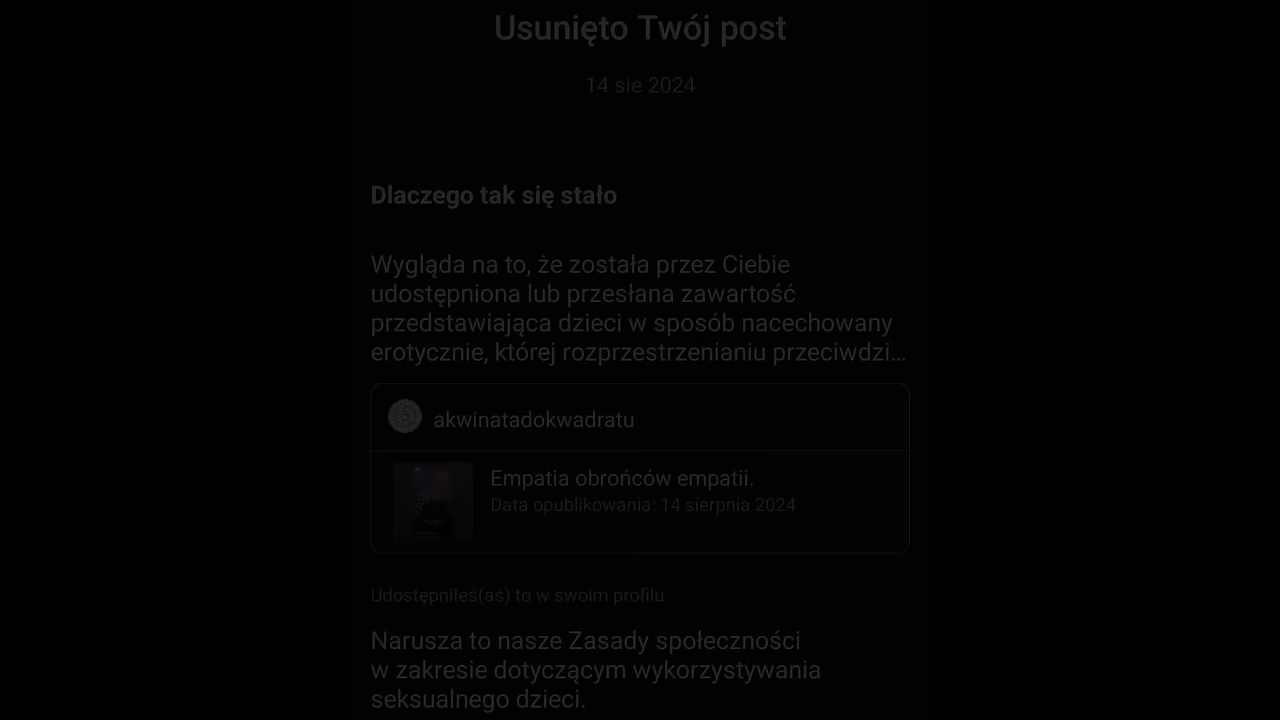 Usunięto Twój post
14 sie 2024
Dlaczego tak się stało
Wygląda na to, że została przez Ciebie
udostępniona lub przesłana zawartość
przedstawiająca dzieci w sposób nacechowany
erotycznie, której rozprzestrzenianiu przeciwdzi...
akwinatadokwadratu
Empatia obrońców empatii.
Data opublikowania: 14 sierpnia 2024
Udostępniłeś(aś) to w swoim profilu
Narusza to nasze Zasady społeczności
w zakresie dotyczącym wykorzystywania
seksualnego dzieci.